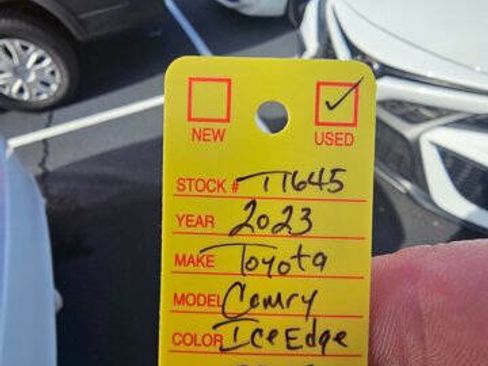 NEW USED
STOCK # T1645
YEAR 2023
MAKE Toyota
MODEL Camry
COLOR Ice Edge